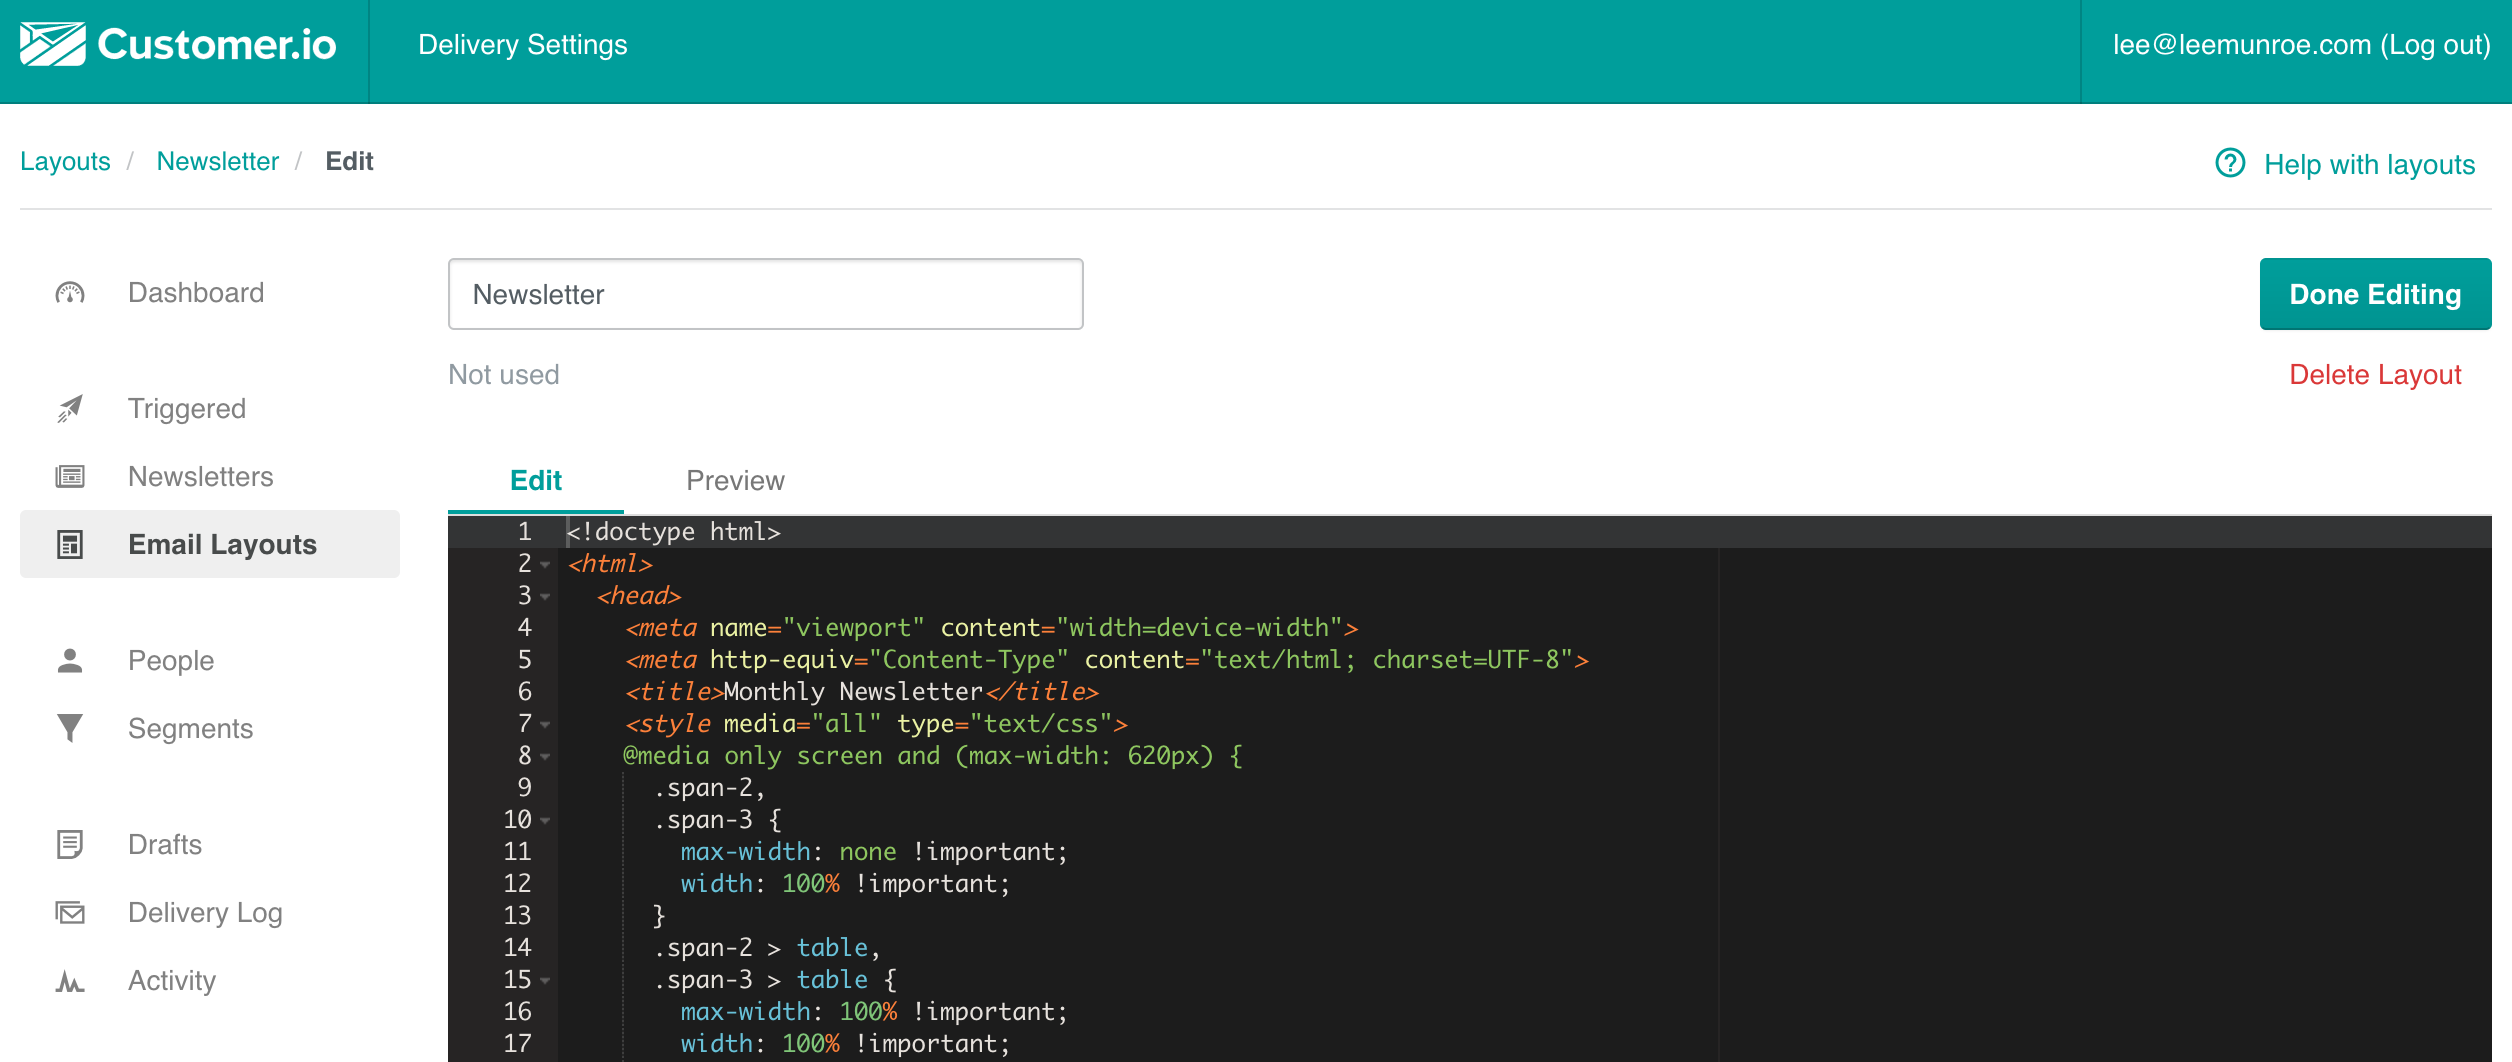 Customer.io
Delivery Settings
lee@leemunroe.com (Log out)
Layouts / Newsletter / Edit
Help with layouts
Dashboard
Triggered
Newsletters
Email Layouts
People
Segments
Drafts
Delivery Log
Activity
Newsletter
Done Editing
Not used
Delete Layout
Edit
Preview
1 <!doctype html>
2 <html>
3 <head>
4 <meta name="viewport" content="width=device-width">
5 <meta http-equiv="Content-Type" content="text/html; charset=UTF-8">
6 <title>Monthly Newsletter</title>
7 <style media="all" type="text/css">
8 @media only screen and (max-width: 620px) {
9 .span-2,
10 .span-3 {
11 max-width: none !important;
12 width: 100% !important;
13 }
14 .span-2 > table,
15 .span-3 > table {
16 max-width: 100% !important;
17 width: 100% !important;